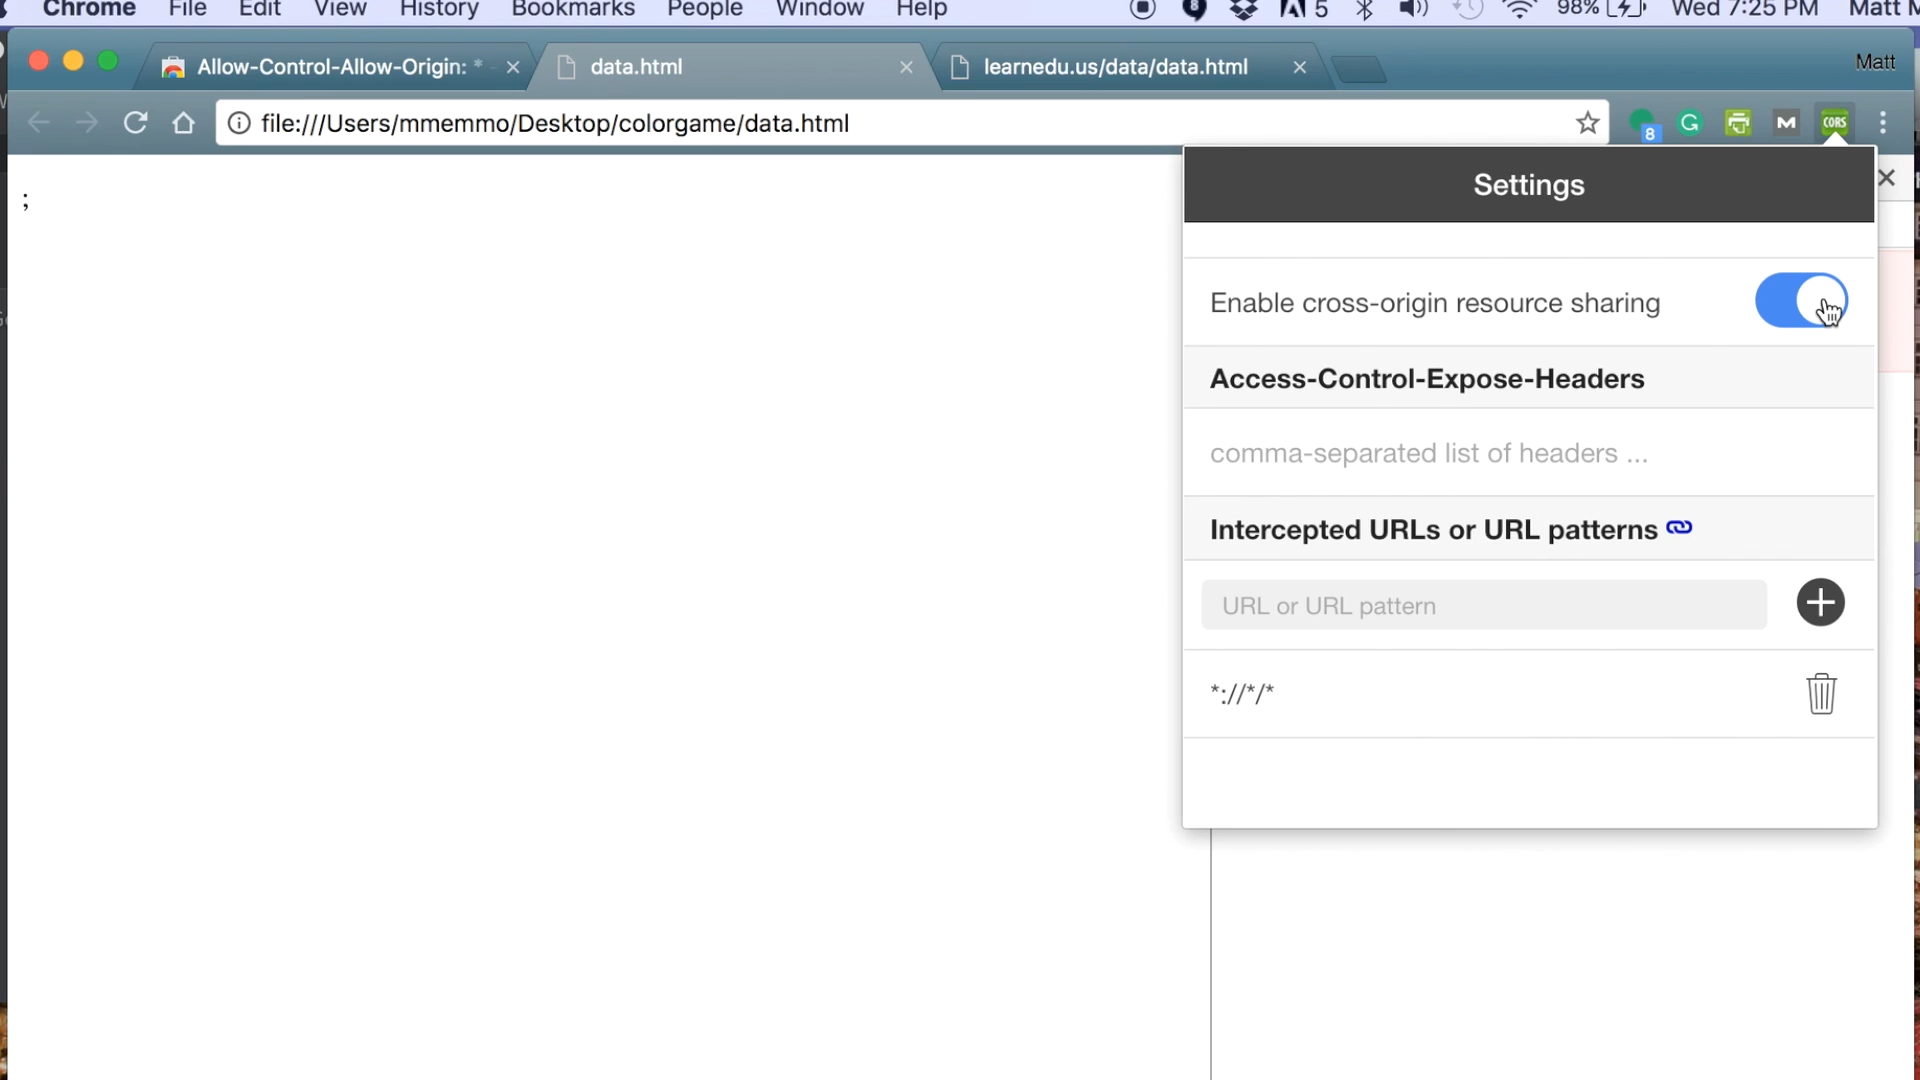 Chrome File Edit View History Bookmarks People Window Help 8 5 98% Wed 7:25 PM Matt M
Allow-Control-Allow-Origin: * data.html learnedu.us/data/data.html Matt
file:///Users/mmemmo/Desktop/colorgame/data.html 8 G M CORS
;
Settings
Enable cross-origin resource sharing
Access-Control-Expose-Headers
comma-separated list of headers ...
Intercepted URLs or URL patterns
URL or URL pattern
*://*/*